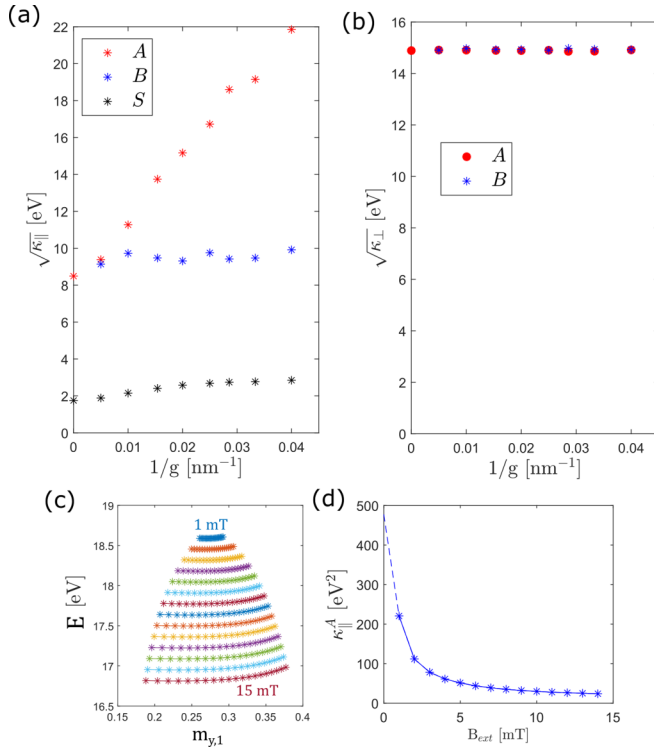 (a)
22
20
18
16
14
12
10
8
6
4
2
0
√κ∥ [eV]
A
B
S
0
0.01
0.02
0.03
0.04
1/g [nm⁻¹]
(b)
16
14
12
10
8
6
4
2
0
√κ⊥ [eV]
A
B
0
0.01
0.02
0.03
0.04
1/g [nm⁻¹]
(c)
19
18.5
18
17.5
17
16.5
E [eV]
1 mT
15 mT
0.15
0.2
0.25
0.3
0.35
0.4
m_y,1
(d)
500
400
300
200
100
0
κ∥^A [eV²]
0
5
10
15
B_ext [mT]